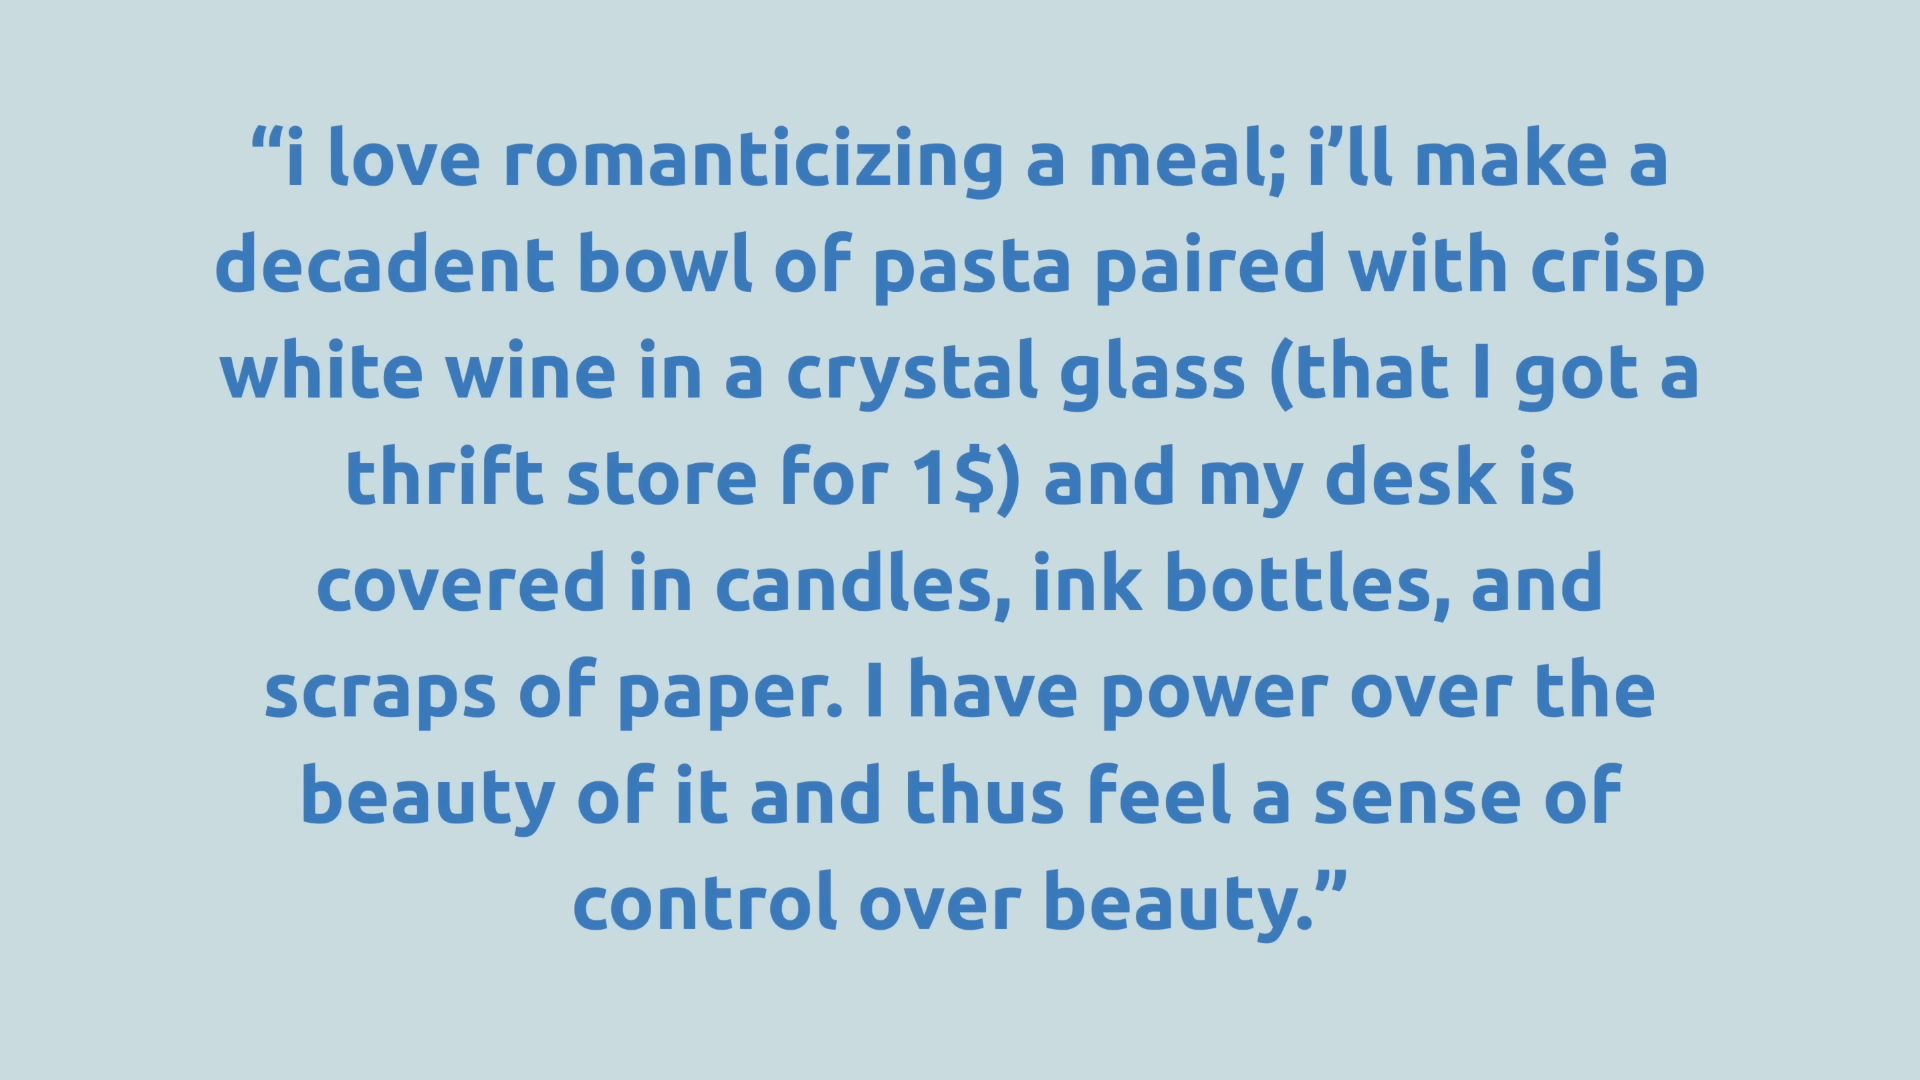 “i love romanticizing a meal; i’ll make a
decadent bowl of pasta paired with crisp
white wine in a crystal glass (that I got a
thrift store for 1$) and my desk is
covered in candles, ink bottles, and
scraps of paper. I have power over the
beauty of it and thus feel a sense of
control over beauty.”